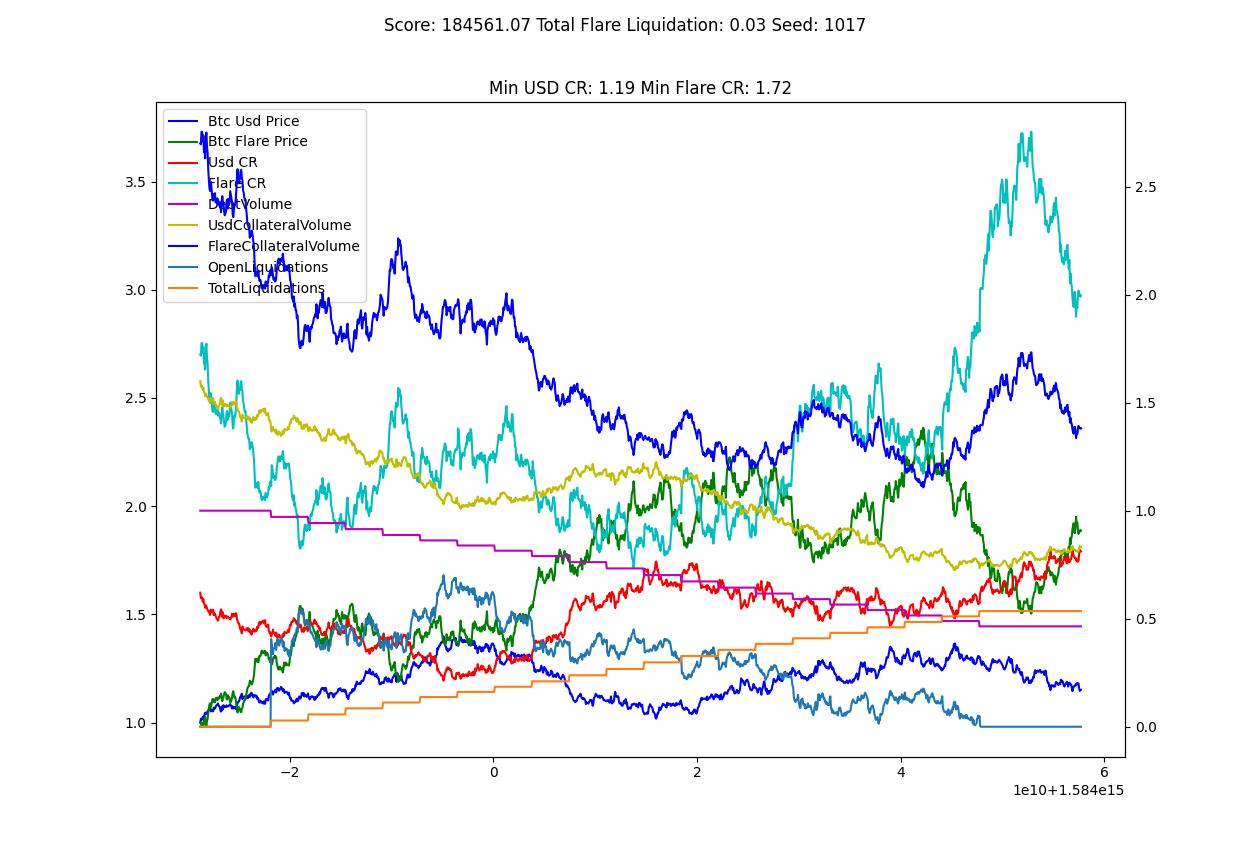 Score: 184561.07 Total Flare Liquidation: 0.03 Seed: 1017
Min USD CR: 1.19 Min Flare CR: 1.72
Btc Usd Price
Btc Flare Price
Usd CR
Flare CR
DebtVolume
UsdCollateralVolume
FlareCollateralVolume
OpenLiquidations
TotalLiquidations
3.5
3.0
2.5
2.0
1.5
1.0
2.5
2.0
1.5
1.0
0.5
0.0
−2
0
2
4
6
1e10+1.584e15